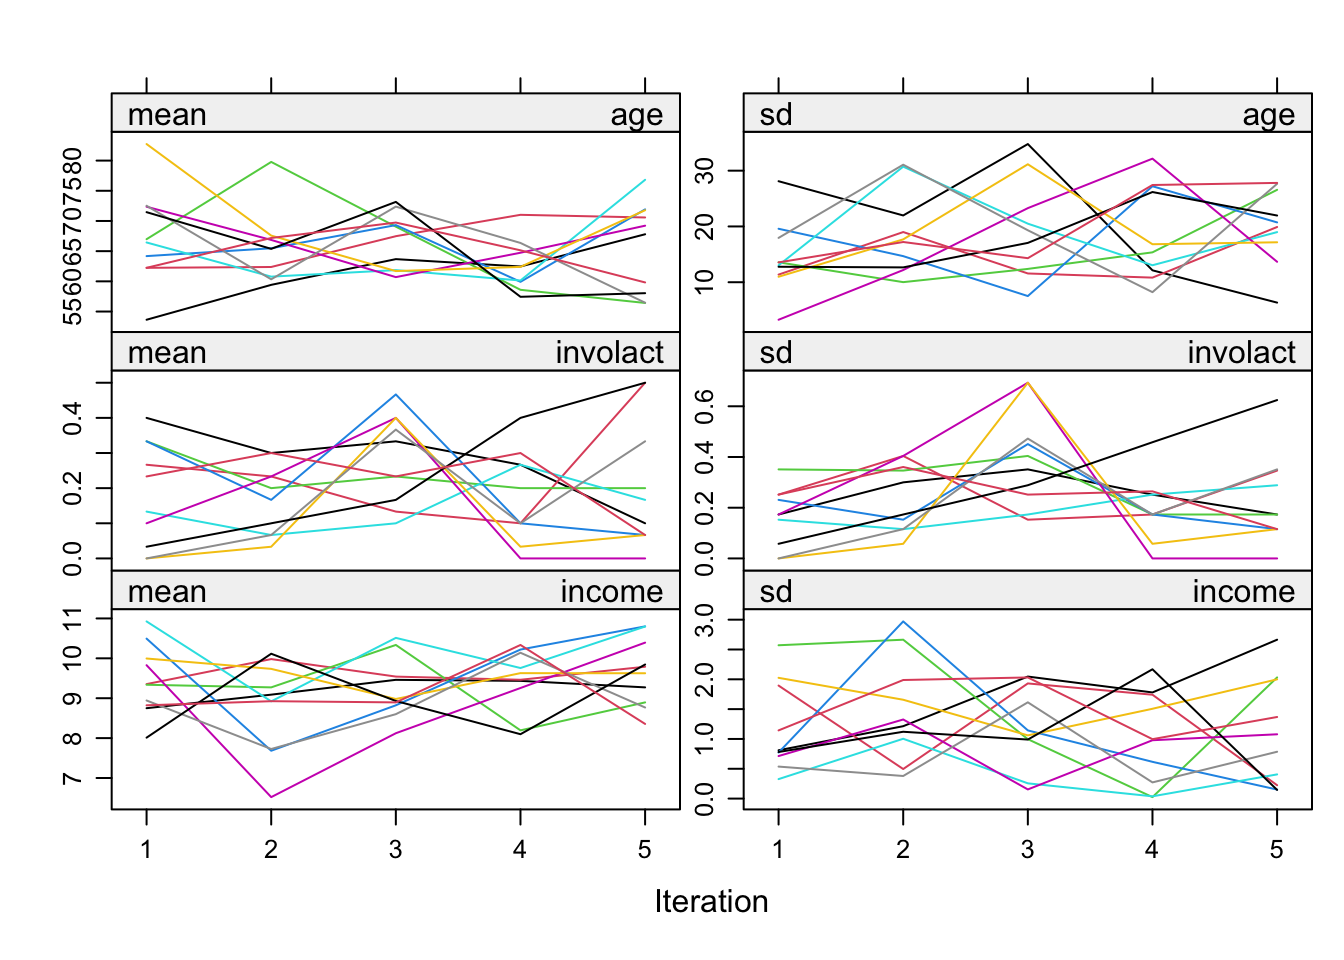 mean age
sd age
556065707580
10 20 30
mean involact
sd involact
0.0 0.2 0.4
0.0 0.2 0.4 0.6
mean income
sd income
7 8 9 10 11
0.0 1.0 2.0 3.0
1 2 3 4 5
1 2 3 4 5
Iteration